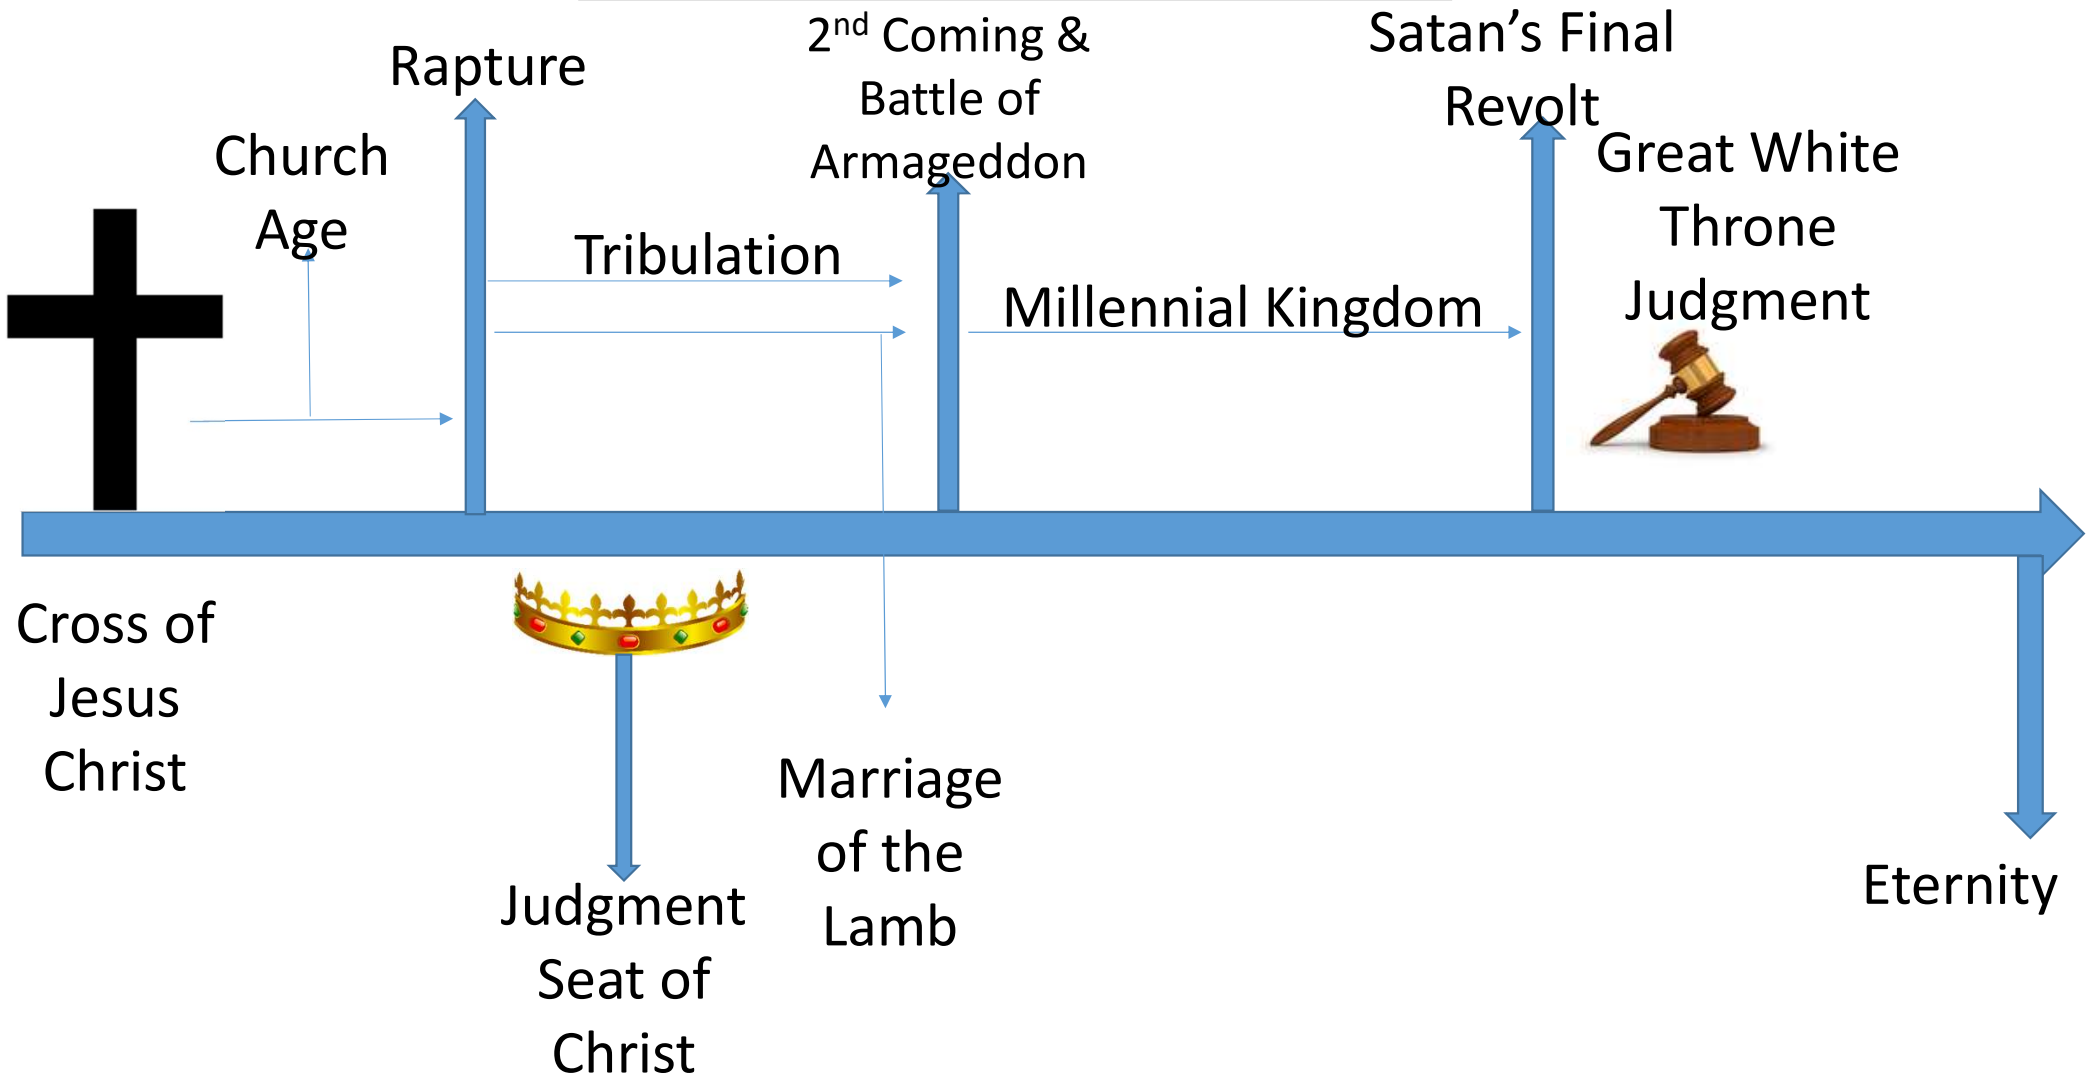 Rapture
2nd Coming &
Battle of
Armageddon
Satan’s Final
Revolt
Church
Age
Great White
Throne
Judgment
Tribulation
Millennial Kingdom
Cross of
Jesus
Christ
Marriage
of the
Lamb
Judgment
Seat of
Christ
Eternity